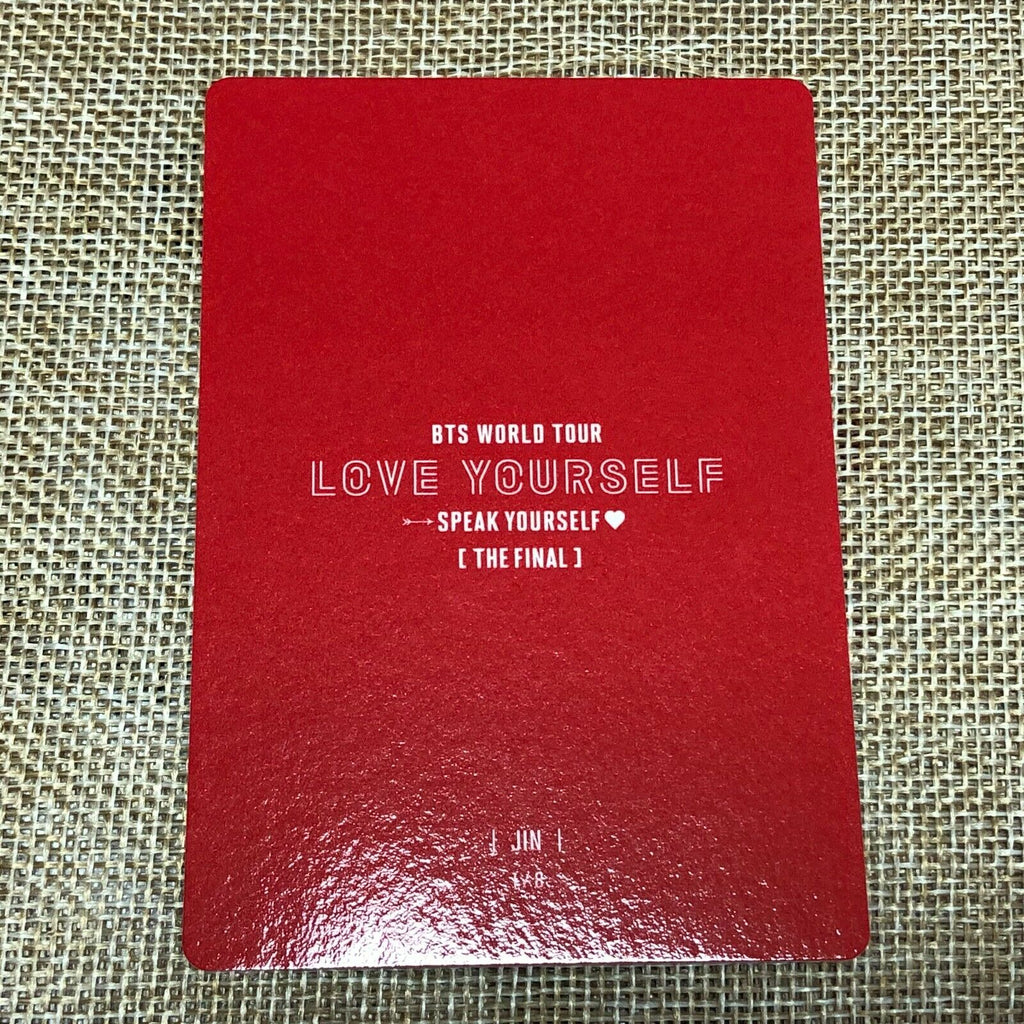 BTS WORLD TOUR
LOVE YOURSELF
SPEAK YOURSELF♥
[ THE FINAL ]
[ JIN ]